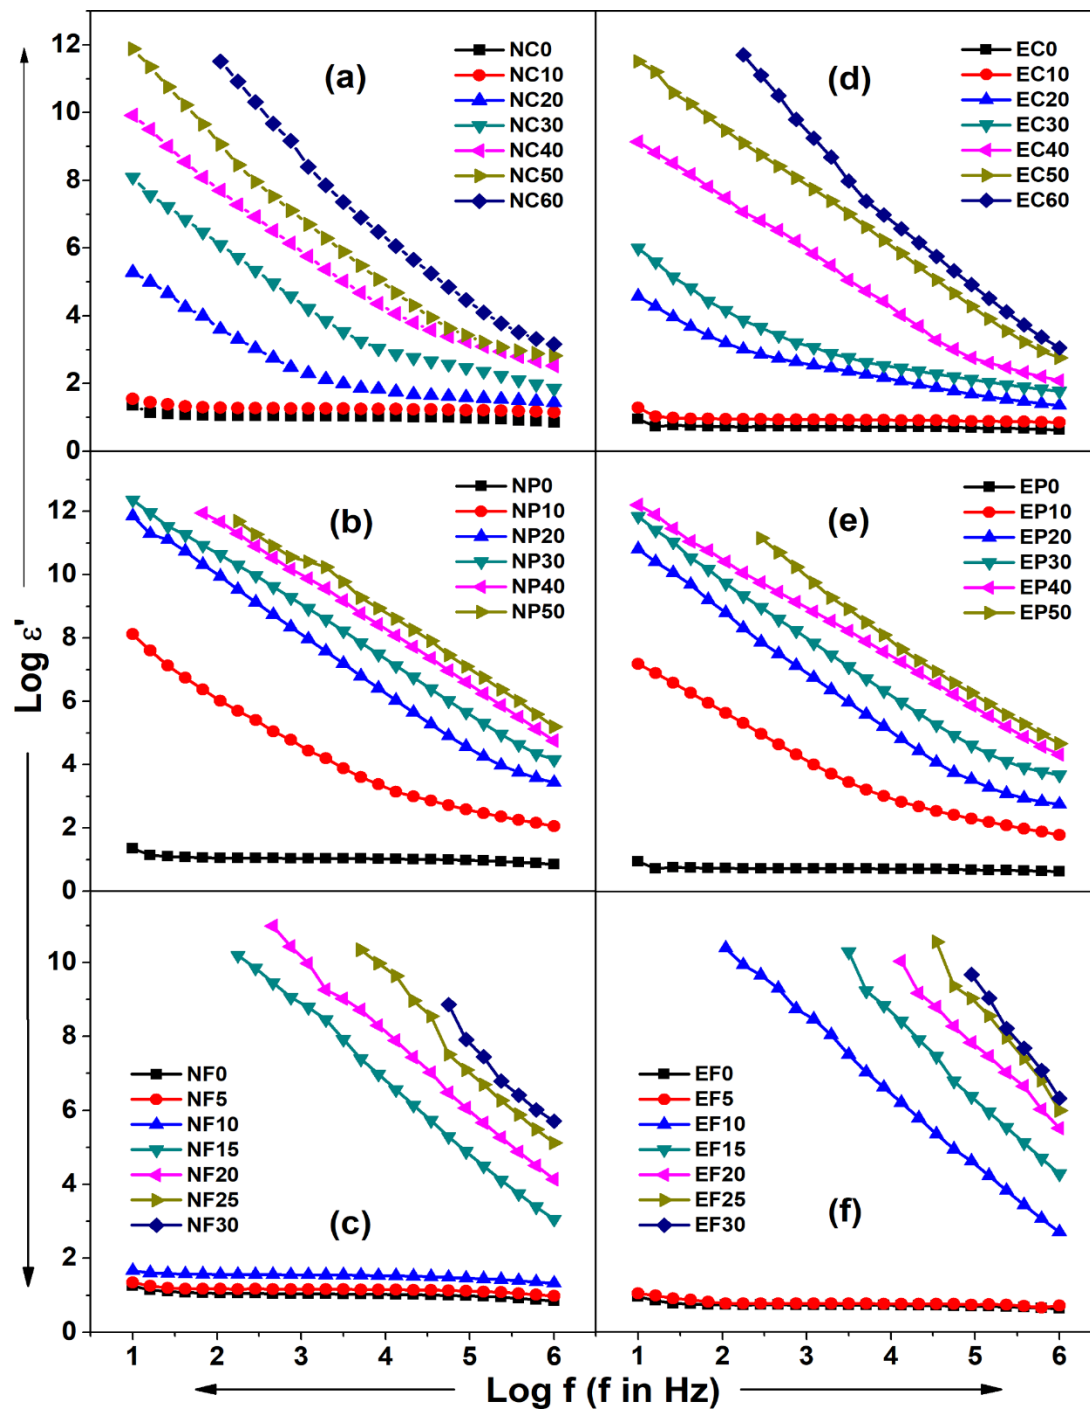 12
10
8
6
4
2
0
(a)
NC0
NC10
NC20
NC30
NC40
NC50
NC60
(d)
EC0
EC10
EC20
EC30
EC40
EC50
EC60
12
10
8
6
4
2
0
(b)
NP0
NP10
NP20
NP30
NP40
NP50
(e)
EP0
EP10
EP20
EP30
EP40
EP50
Log ε'
10
8
6
4
2
0
NF0
NF5
NF10
NF15
NF20
NF25
NF30
(c)
EF0
EF5
EF10
EF15
EF20
EF25
EF30
(f)
1 2 3 4 5 6 1 2 3 4 5 6
Log f (f in Hz)